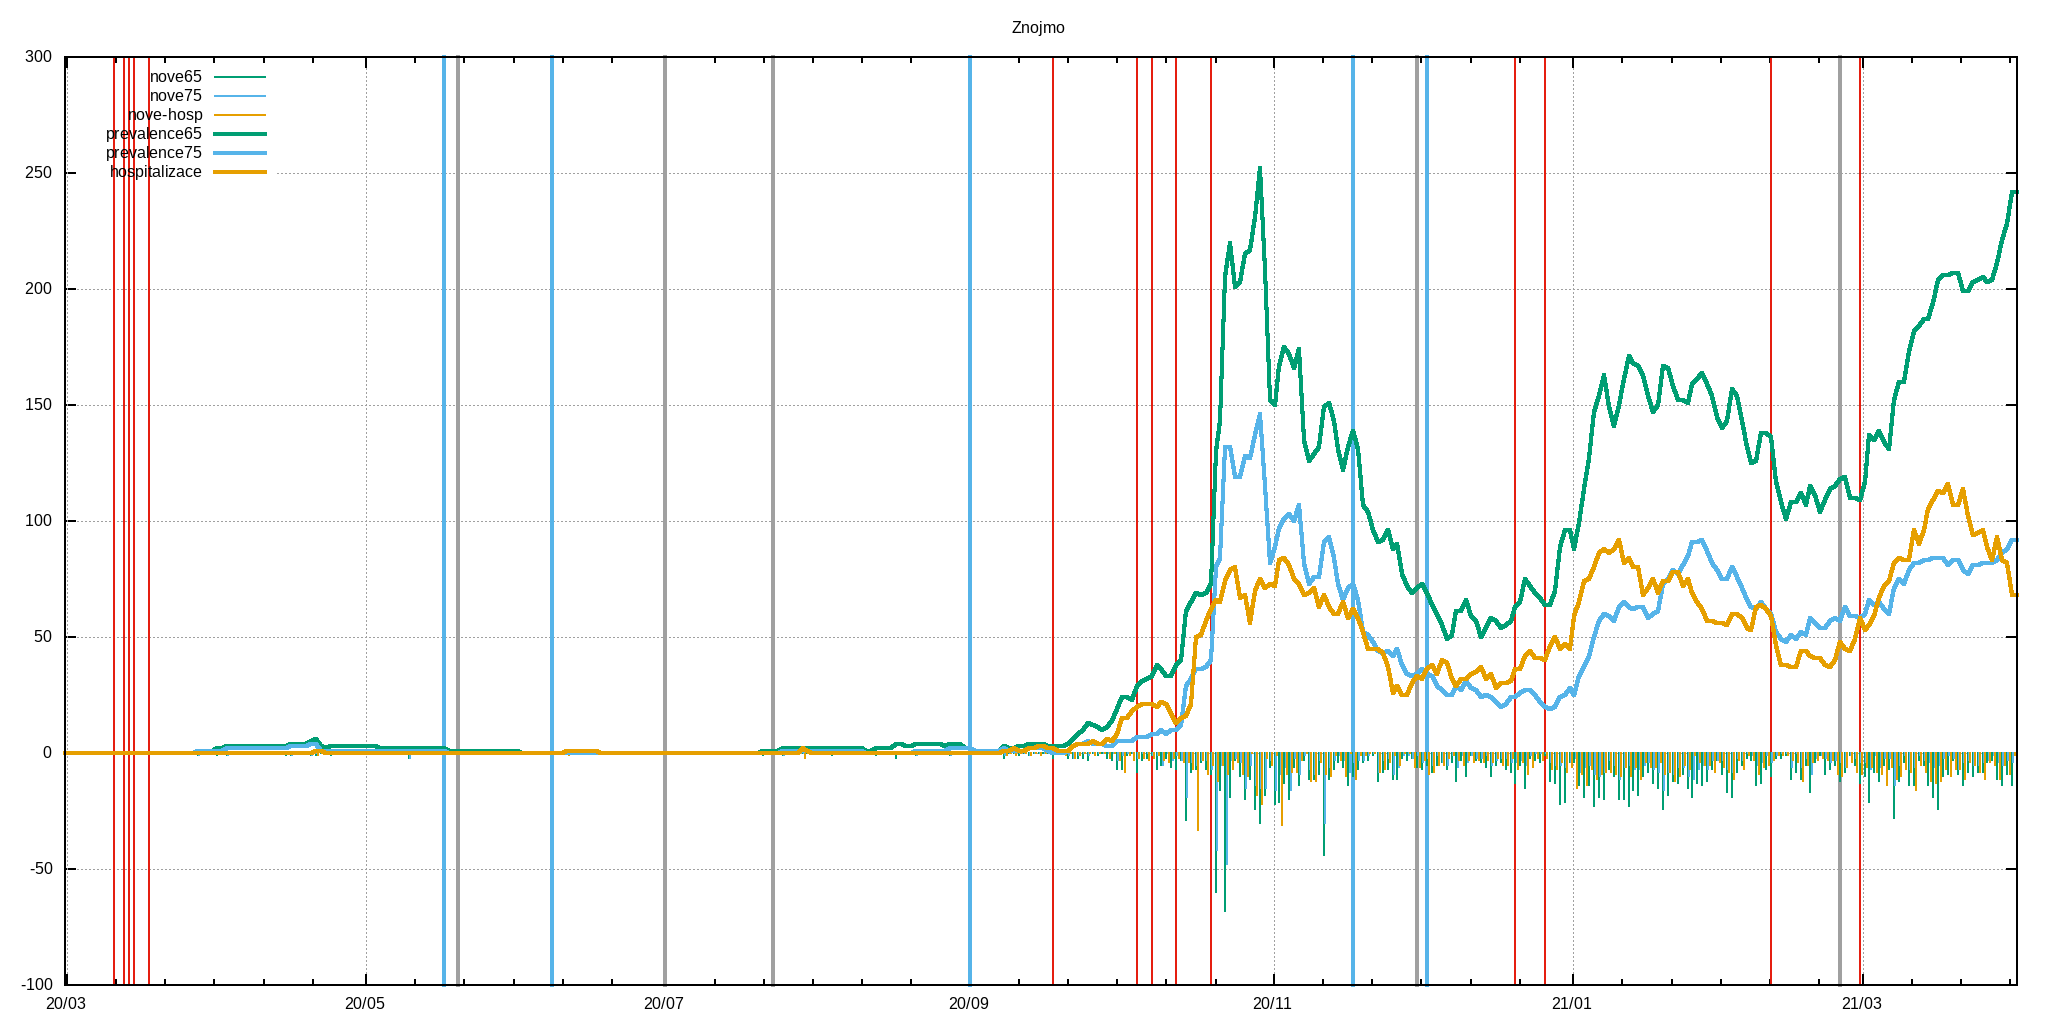 Znojmo
300
nove65
nove75
nove-hosp
prevalence65
prevalence75
hospitalizace
250
200
150
100
50
0
-50
-100
20/03 20/05 20/07 20/09 20/11 21/01 21/03